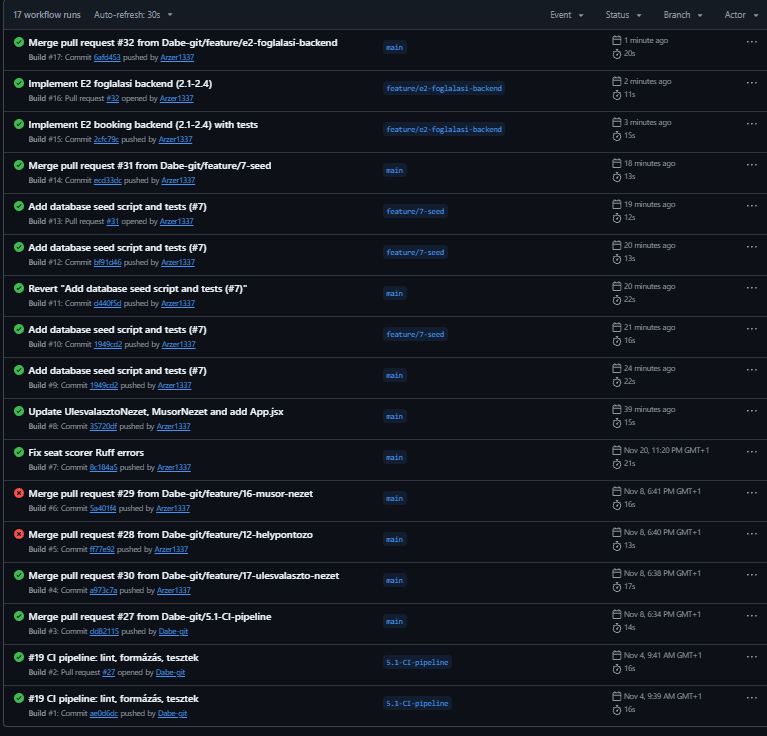 17 workflow runs Auto-refresh: 30s Event Status Branch Actor
Merge pull request #32 from Dabe-git/feature/e2-foglalasi-backend main 1 minute ago
Build #17: Commit 6afd453 pushed by Arzer1337 20s
Implement E2 foglalasi backend (2.1-2.4) feature/e2-foglalasi-backend 2 minutes ago
Build #16: Pull request #32 opened by Arzer1337 11s
Implement E2 booking backend (2.1-2.4) with tests feature/e2-foglalasi-backend 3 minutes ago
Build #15: Commit 2cfc79c pushed by Arzer1337 15s
Merge pull request #31 from Dabe-git/feature/7-seed main 18 minutes ago
Build #14: Commit ecd33dc pushed by Arzer1337 13s
Add database seed script and tests (#7) feature/7-seed 19 minutes ago
Build #13: Pull request #31 opened by Arzer1337 12s
Add database seed script and tests (#7) feature/7-seed 20 minutes ago
Build #12: Commit bf91d46 pushed by Arzer1337 13s
Revert "Add database seed script and tests (#7)" main 20 minutes ago
Build #11: Commit d440f5d pushed by Arzer1337 22s
Add database seed script and tests (#7) feature/7-seed 21 minutes ago
Build #10: Commit 1949cd2 pushed by Arzer1337 16s
Add database seed script and tests (#7) main 24 minutes ago
Build #9: Commit 1949cd2 pushed by Arzer1337 22s
Update UlesvalasztoNezet, MusorNezet and add App.jsx main 39 minutes ago
Build #8: Commit 35720df pushed by Arzer1337 15s
Fix seat scorer Ruff errors main Nov 20, 11:20 PM GMT+1
Build #7: Commit 8c184a5 pushed by Arzer1337 21s
Merge pull request #29 from Dabe-git/feature/16-musor-nezet main Nov 8, 6:41 PM GMT+1
Build #6: Commit 5a401f4 pushed by Arzer1337 16s
Merge pull request #28 from Dabe-git/feature/12-helypontozo main Nov 8, 6:40 PM GMT+1
Build #5: Commit ff77e92 pushed by Arzer1337 13s
Merge pull request #30 from Dabe-git/feature/17-ulesvalaszto-nezet main Nov 8, 6:38 PM GMT+1
Build #4: Commit a973c7a pushed by Arzer1337 17s
Merge pull request #27 from Dabe-git/5.1-CI-pipeline main Nov 8, 6:34 PM GMT+1
Build #3: Commit dd82115 pushed by Dabe-git 14s
#19 CI pipeline: lint, formázás, tesztek 5.1-CI-pipeline Nov 4, 9:41 AM GMT+1
Build #2: Pull request #27 opened by Dabe-git 16s
#19 CI pipeline: lint, formázás, tesztek 5.1-CI-pipeline Nov 4, 9:39 AM GMT+1
Build #1: Commit ae0d6dc pushed by Dabe-git 16s